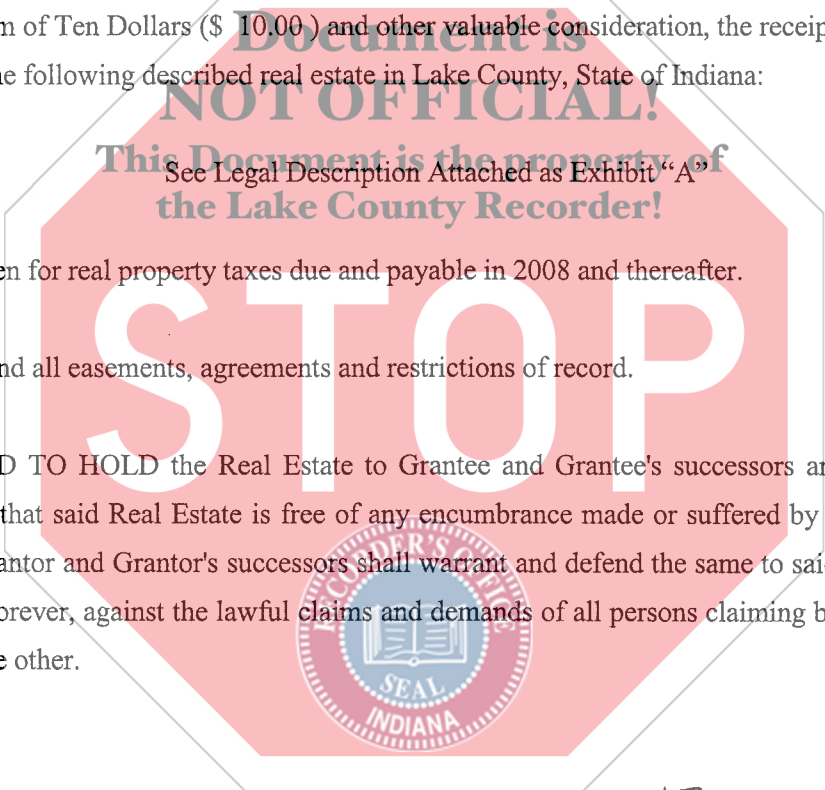 n of Ten Dollars ($ 10.00 ) and other valuable consideration, the receip
Document is
e following described real estate in Lake County, State of Indiana:
NOT OFFICIAL!
This Document is the property of
See Legal Description Attached as Exhibit "A"
the Lake County Recorder!
en for real property taxes due and payable in 2008 and thereafter.
STOP
nd all easements, agreements and restrictions of record.
D TO HOLD the Real Estate to Grantee and Grantee's successors a
that said Real Estate is free of any encumbrance made or suffered by
antor and Grantor's successors shall warrant and defend the same to sai
orever, against the lawful claims and demands of all persons claiming b
e other.
RECORDER'S OFFICE
SEAL
INDIANA